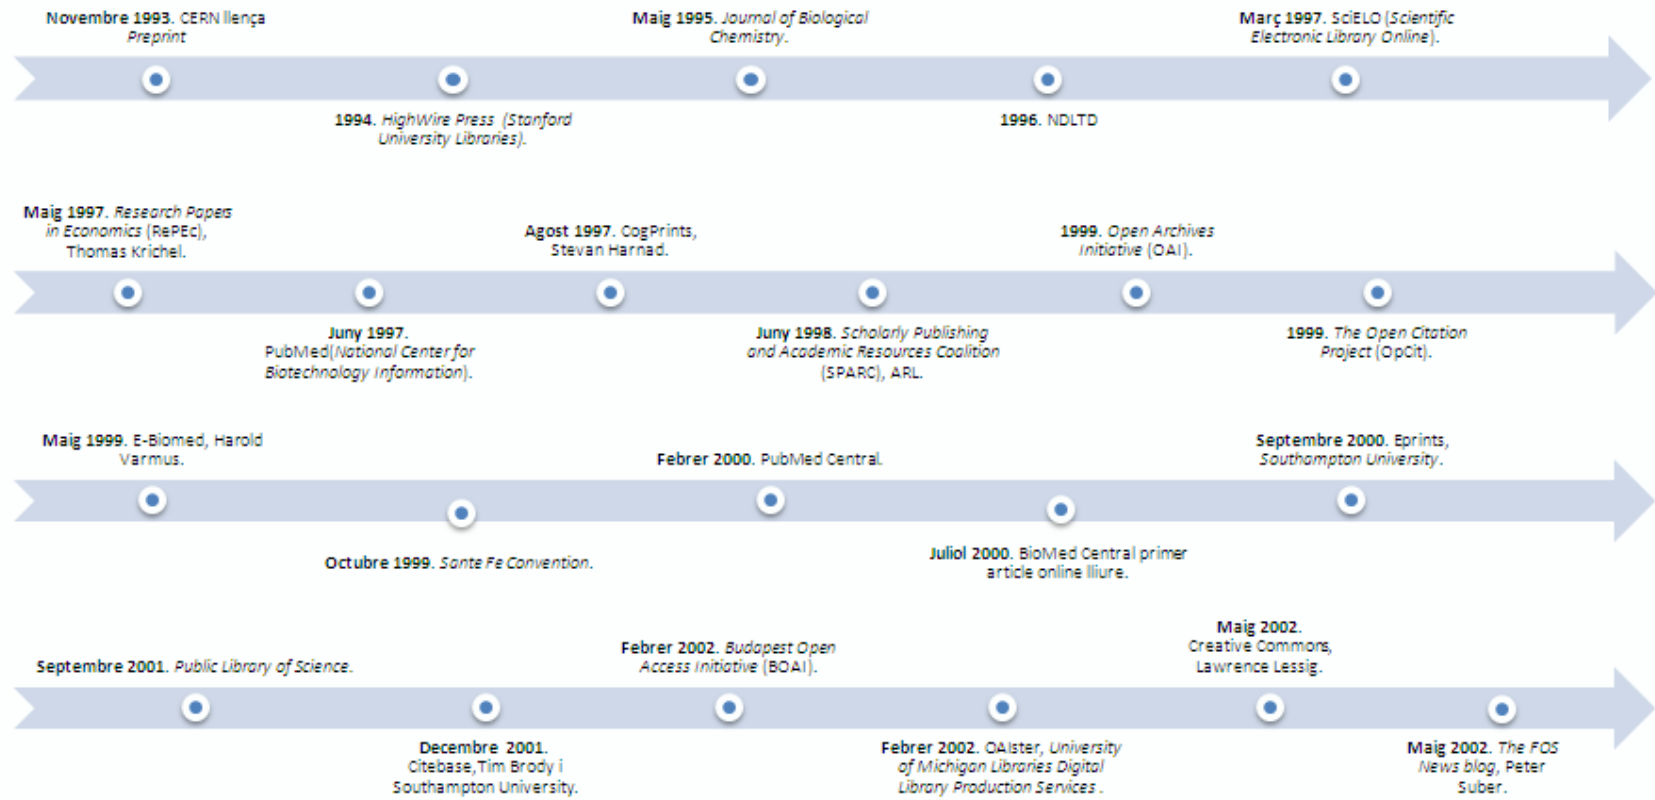 Novembre 1993. CERN llença
Preprint
Maig 1995. Journal of Biological
Chemistry.
Març 1997. SciELO (Scientific
Electronic Library Online).
1994. HighWire Press (Stanford
University Libraries).
1996. NDLTD
Maig 1997. Research Papers
in Economics (RePEc),
Thomas Krichel.
Agost 1997. CogPrints,
Stevan Harnad.
1999. Open Archives
Initiative (OAI).
Juny 1997.
PubMed(National Center for
Biotechnology Information).
Juny 1998. Scholarly Publishing
and Academic Resources Coalition
(SPARC), ARL.
1999. The Open Citation
Project (OpCit).
Maig 1999. E-Biomed, Harold
Varmus.
Febrer 2000. PubMed Central.
Septembre 2000. Eprints,
Southampton University.
Octubre 1999. Sante Fe Convention.
Juliol 2000. BioMed Central primer
article online lliure.
Septembre 2001. Public Library of Science.
Febrer 2002. Budapest Open
Access Initiative (BOAI).
Maig 2002.
Creative Commons,
Lawrence Lessig.
Decembre 2001.
Citebase,Tim Brody i
Southampton University.
Febrer 2002. OAIster, University
of Michigan Libraries Digital
Library Production Services .
Maig 2002. The FOS
News blog, Peter
Suber.